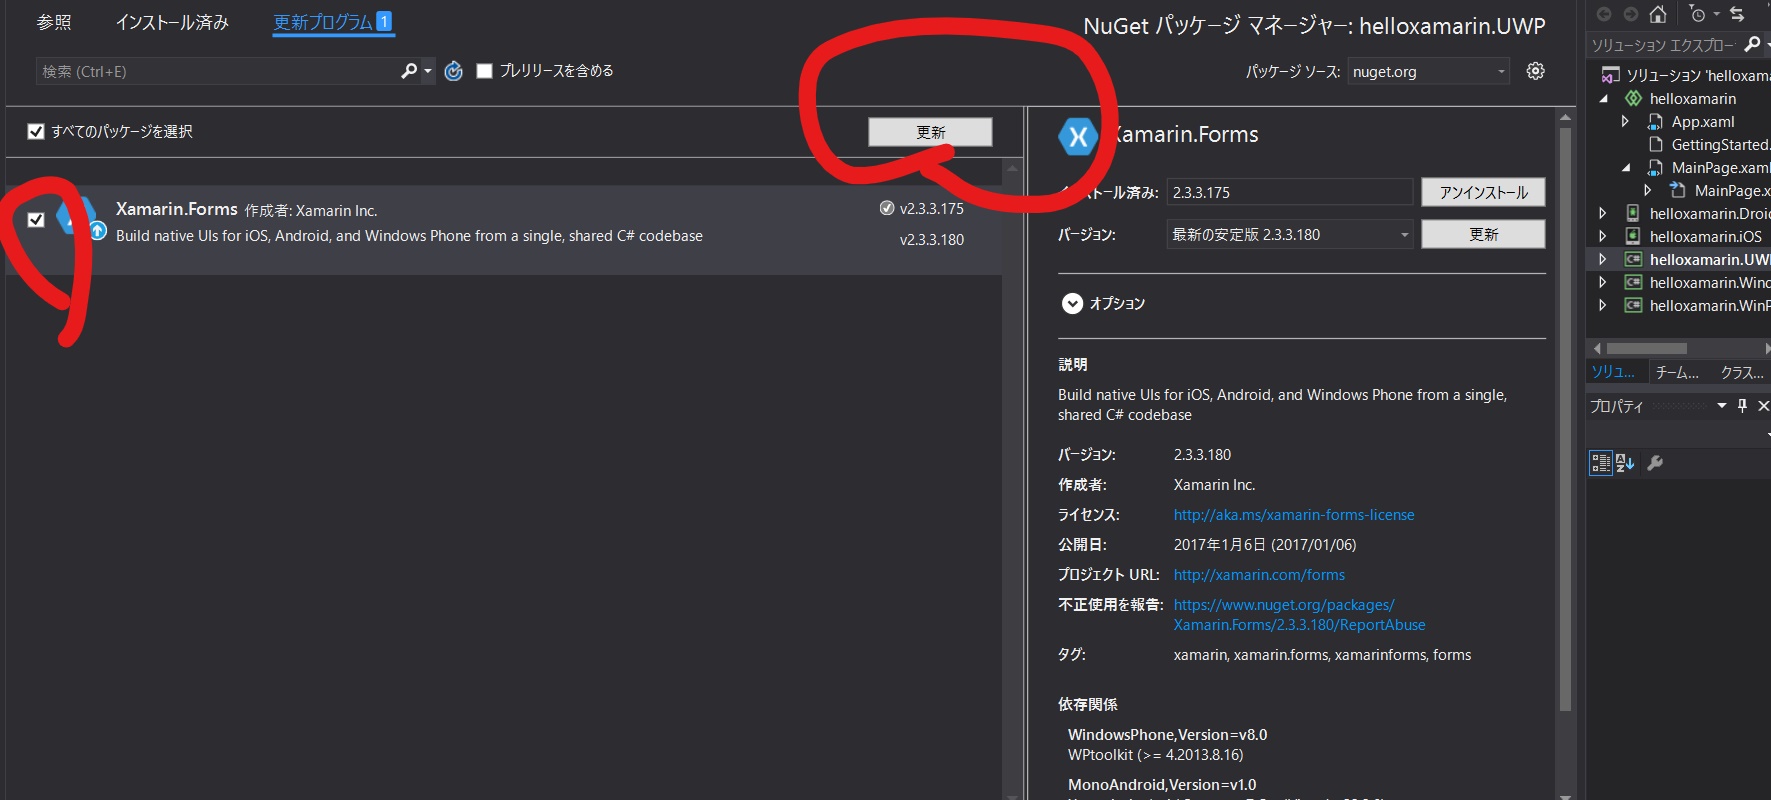 参照 インストール済み 更新プログラム 1
NuGet パッケージ マネージャー: helloxamarin.UWP
検索 (Ctrl+E)
プレリリースを含める
パッケージ ソース: nuget.org
すべてのパッケージを選択
更新
Xamarin.Forms 作成者: Xamarin Inc.
Build native UIs for iOS, Android, and Windows Phone from a single, shared C# codebase
v2.3.3.175
v2.3.3.180
Xamarin.Forms
インストール済み: 2.3.3.175 アンインストール
バージョン: 最新の安定版 2.3.3.180 更新
オプション
説明
Build native UIs for iOS, Android, and Windows Phone from a single,
shared C# codebase
バージョン: 2.3.3.180
作成者: Xamarin Inc.
ライセンス: http://aka.ms/xamarin-forms-license
公開日: 2017年1月6日 (2017/01/06)
プロジェクト URL: http://xamarin.com/forms
不正使用を報告: https://www.nuget.org/packages/
Xamarin.Forms/2.3.3.180/ReportAbuse
タグ: xamarin, xamarin.forms, xamarinforms, forms
依存関係
WindowsPhone,Version=v8.0
WPtoolkit (>= 4.2013.8.16)
MonoAndroid,Version=v1.0
ソリューション エクスプロー
ソリューション 'helloxama
helloxamarin
App.xaml
GettingStarted.
MainPage.xaml
MainPage.x
helloxamarin.Droi
helloxamarin.iOS
helloxamarin.UW
helloxamarin.Winc
helloxamarin.WinP
ソリュ... チーム... クラス...
プロパティ